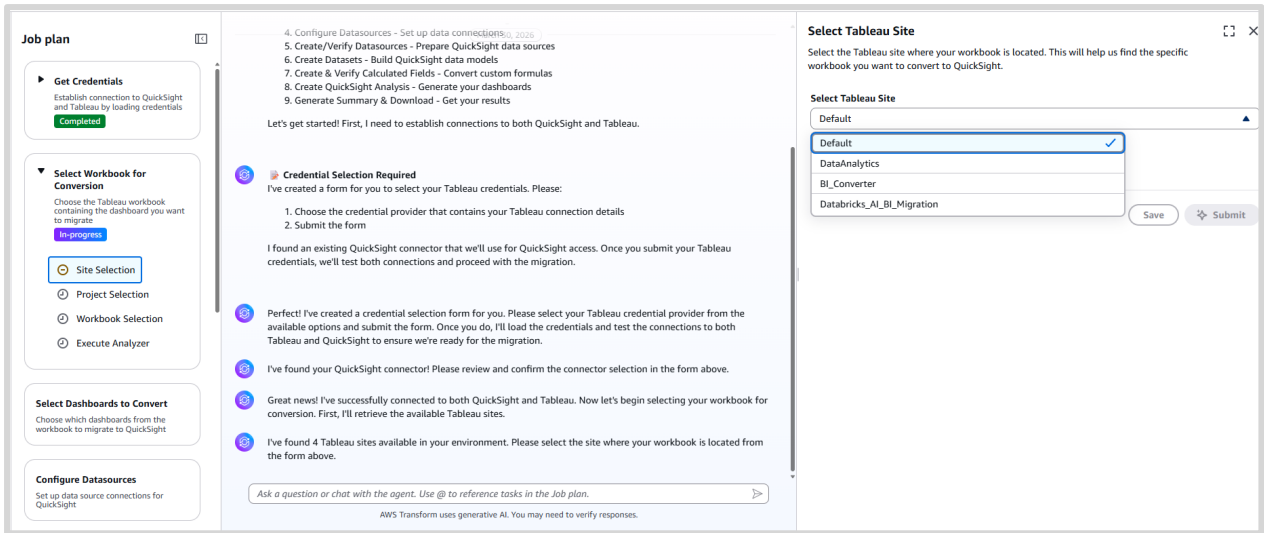 Job plan
Get Credentials
Establish connection to QuickSight
and Tableau by loading credentials
Completed
Select Workbook for
Conversion
Choose the Tableau workbook
containing the dashboard you want
to migrate
In-progress
Site Selection
Project Selection
Workbook Selection
Execute Analyzer
Select Dashboards to Convert
Choose which dashboards from the
workbook to migrate to QuickSight
Configure Datasources
Set up data source connections for
QuickSight
4. Configure Datasources - Set up data connections
30, 2026
5. Create/Verify Datasources - Prepare QuickSight data sources
6. Create Datasets - Build QuickSight data models
7. Create & Verify Calculated Fields - Convert custom formulas
8. Create QuickSight Analysis - Generate your dashboards
9. Generate Summary & Download - Get your results
Let's get started! First, I need to establish connections to both QuickSight and Tableau.
Credential Selection Required
I've created a form for you to select your Tableau credentials. Please:
1. Choose the credential provider that contains your Tableau connection details
2. Submit the form
I found an existing QuickSight connector that we'll use for QuickSight access. Once you submit your Tableau
credentials, we'll test both connections and proceed with the migration.
Perfect! I've created a credential selection form for you. Please select your Tableau credential provider from the
available options and submit the form. Once you do, I'll load the credentials and test the connections to both
Tableau and QuickSight to ensure we're ready for the migration.
I've found your QuickSight connector! Please review and confirm the connector selection in the form above.
Great news! I've successfully connected to both QuickSight and Tableau. Now let's begin selecting your workbook for
conversion. First, I'll retrieve the available Tableau sites.
I've found 4 Tableau sites available in your environment. Please select the site where your workbook is located from
the form above.
Ask a question or chat with the agent. Use @ to reference tasks in the Job plan.
AWS Transform uses generative AI. You may need to verify responses.
Select Tableau Site
Select the Tableau site where your workbook is located. This will help us find the specific
workbook you want to convert to QuickSight.
Select Tableau Site
Default
Default
DataAnalytics
BI_Converter
Databricks_AI_BI_Migration
Save
Submit